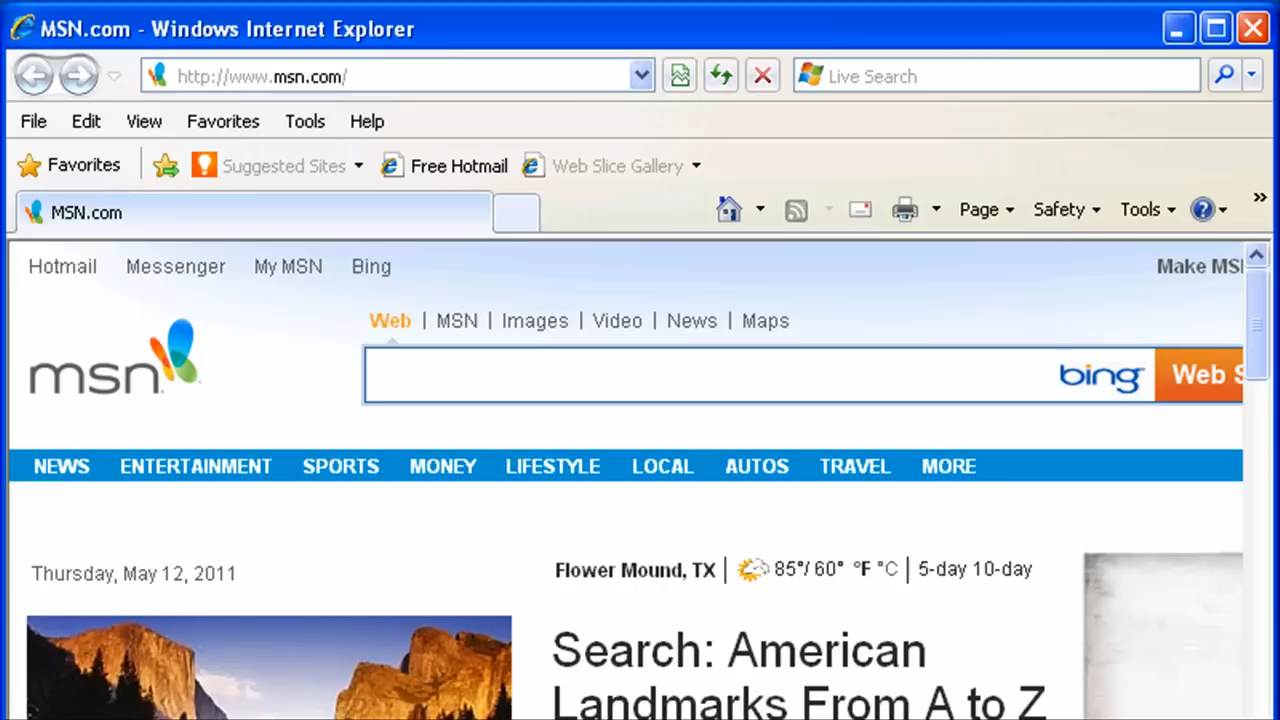 MSN.com - Windows Internet Explorer
http://www.msn.com/
Live Search
File Edit View Favorites Tools Help
Favorites Suggested Sites Free Hotmail Web Slice Gallery
MSN.com
Page Safety Tools »
Hotmail Messenger My MSN Bing
Make MS
Web | MSN | Images | Video | News | Maps
msn
bing Web S
NEWS ENTERTAINMENT SPORTS MONEY LIFESTYLE LOCAL AUTOS TRAVEL MORE
Thursday, May 12, 2011
Flower Mound, TX | 85°/ 60° °F °C | 5-day 10-day
Search: American
Landmarks From A to Z